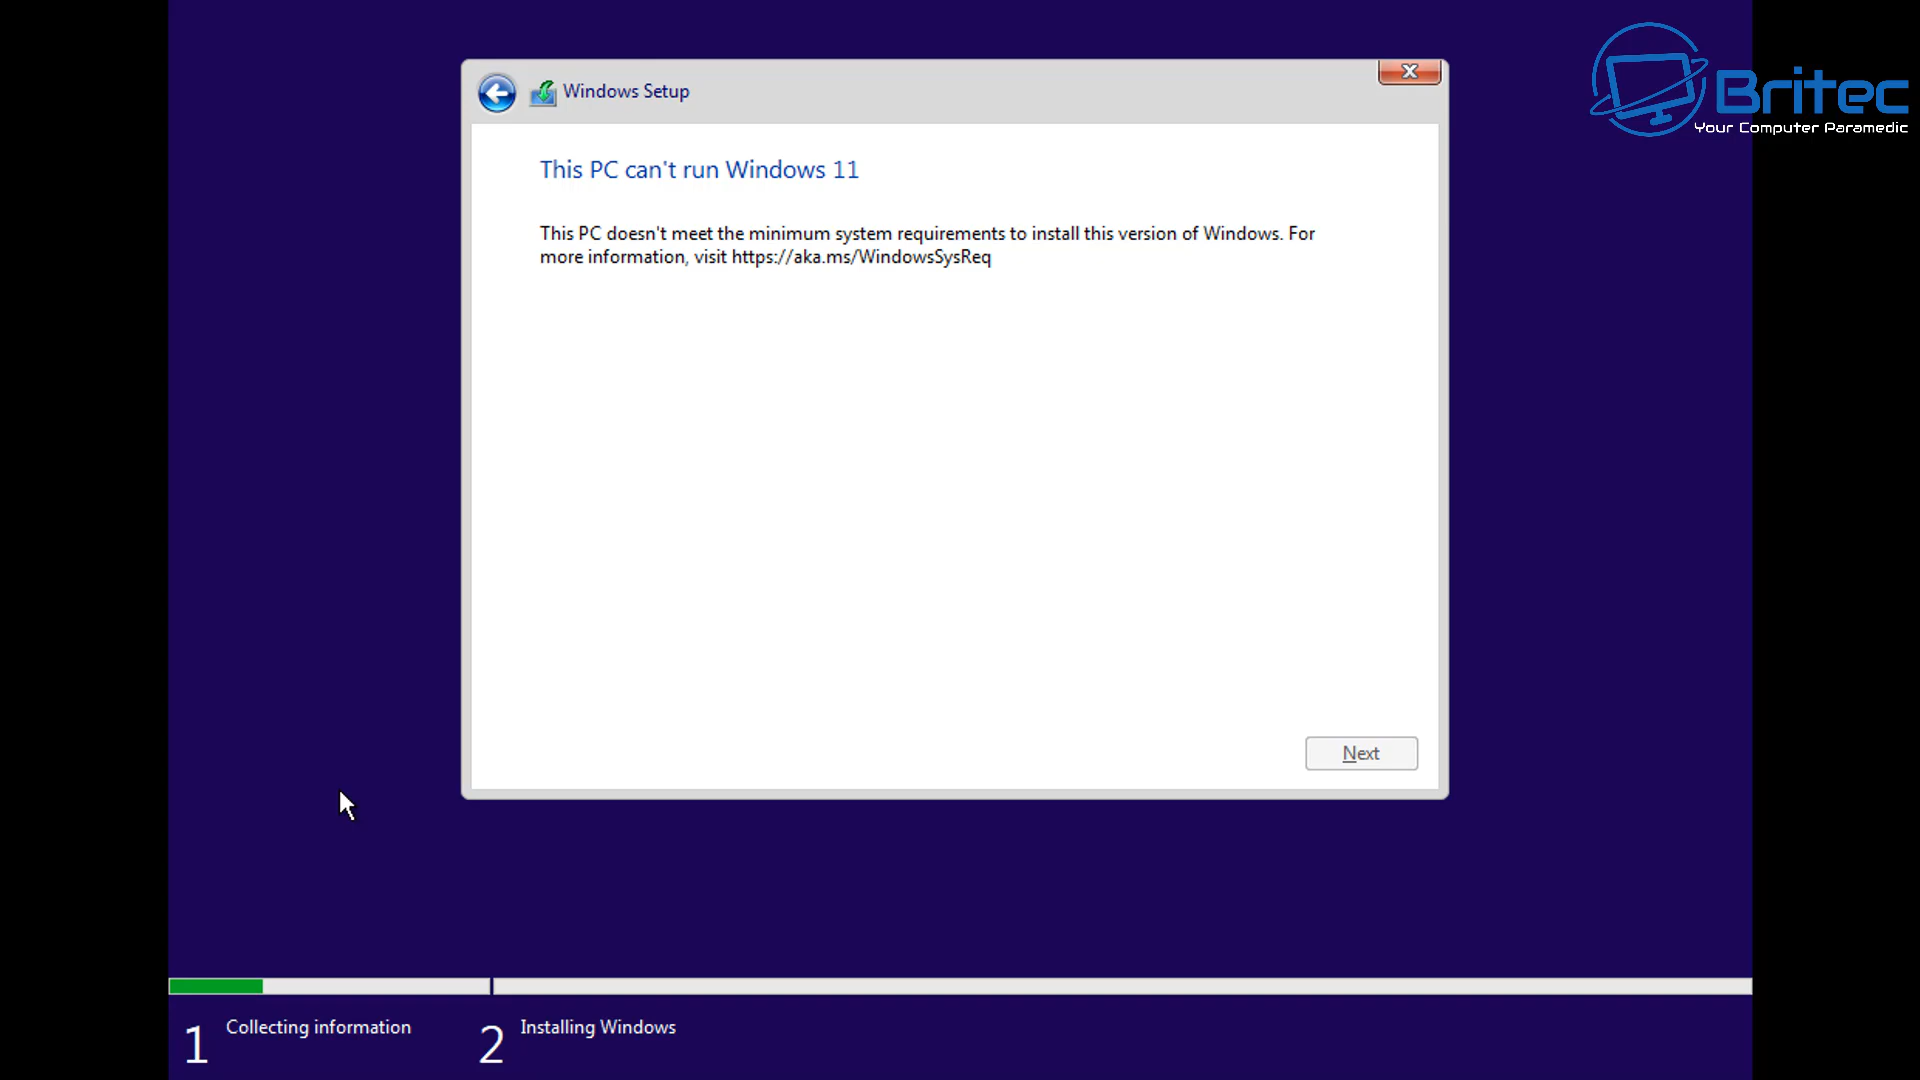 Britec
Your Computer Paramedic
Windows Setup
X
This PC can't run Windows 11
This PC doesn't meet the minimum system requirements to install this version of Windows. For
more information, visit https://aka.ms/WindowsSysReq
Next
1 Collecting information
2 Installing Windows